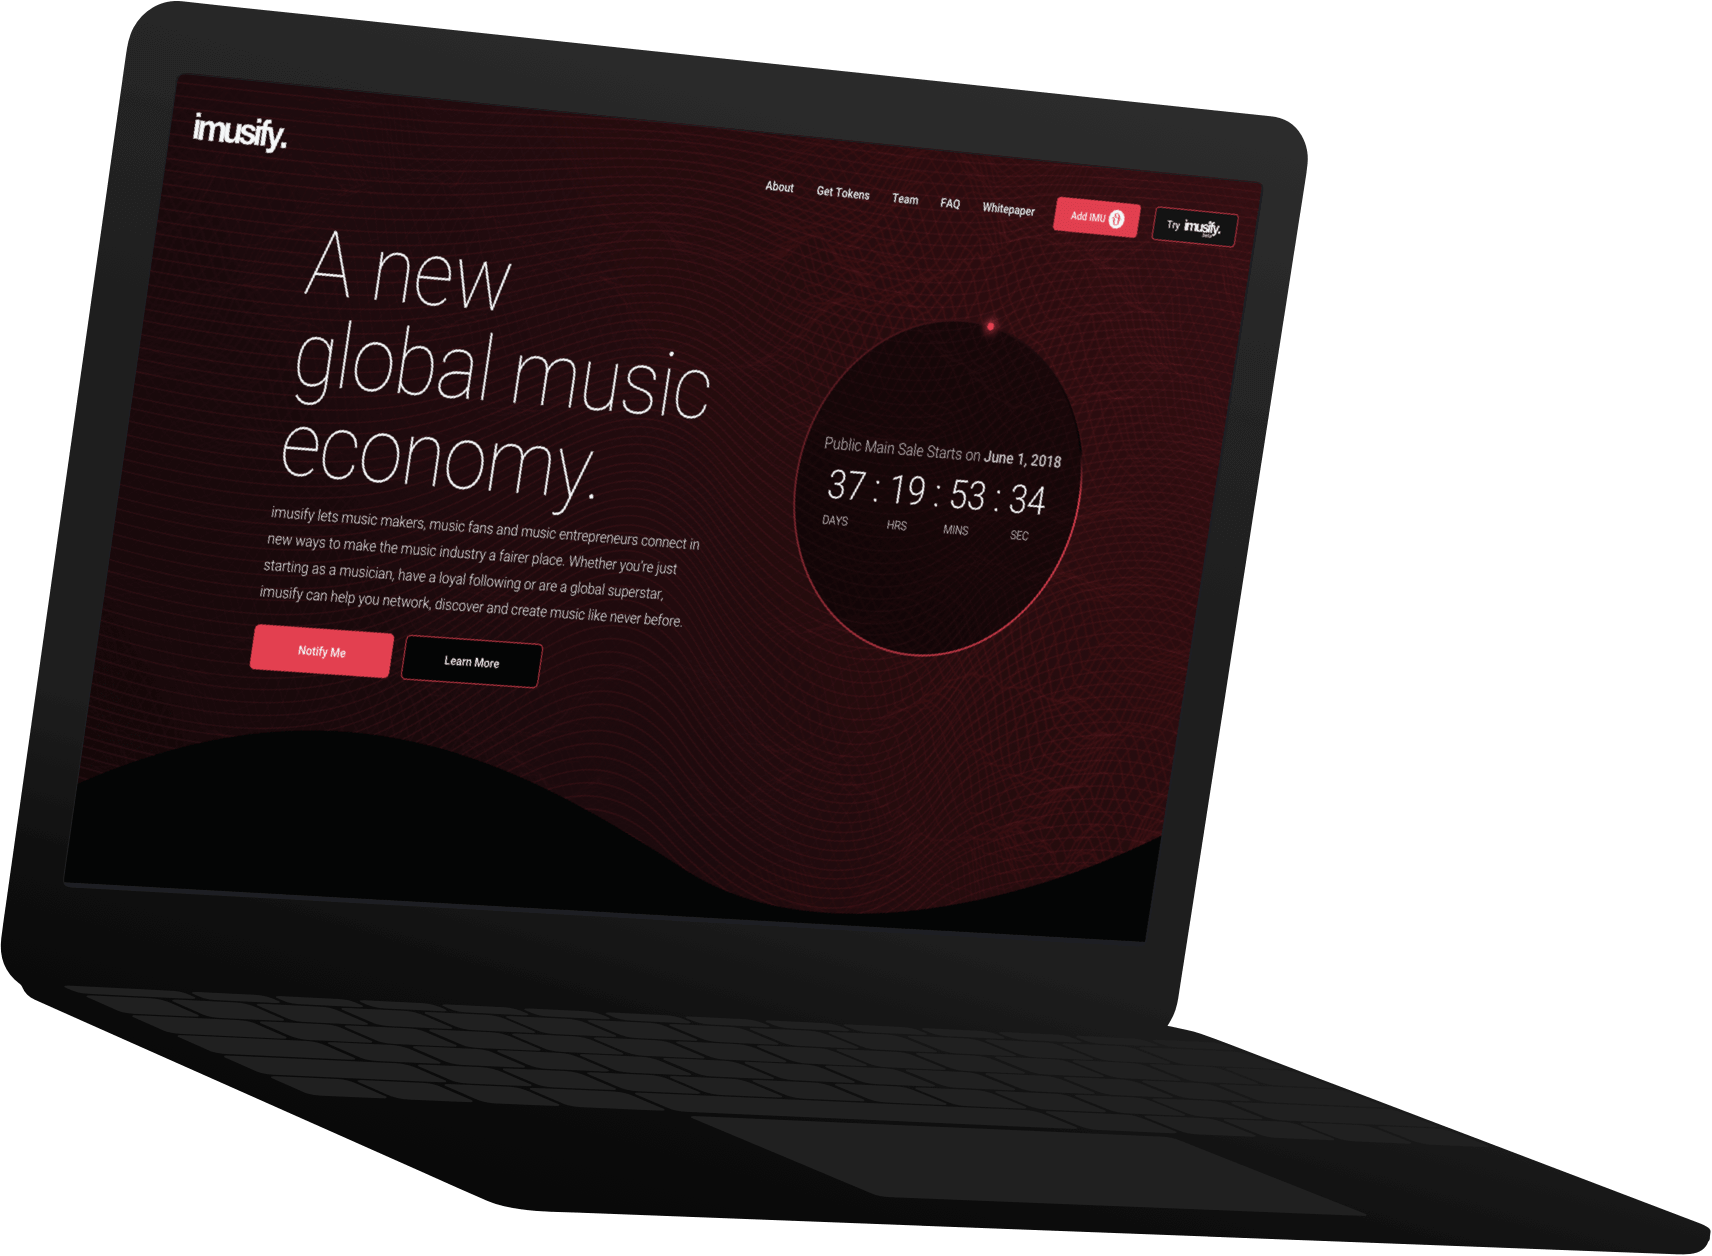 imusify.
About
Get Tokens
Team
FAQ
Whitepaper
Add IMU
Try imusify.
beta
A new
global music
economy.
imusify lets music makers, music fans and music entrepreneurs connect in
new ways to make the music industry a fairer place. Whether you're just
starting as a musician, have a loyal following or are a global superstar,
imusify can help you network, discover and create music like never before.
Notify Me
Learn More
Public Main Sale Starts on June 1, 2018
37 : 19 : 53 : 34
DAYS HRS MINS SEC